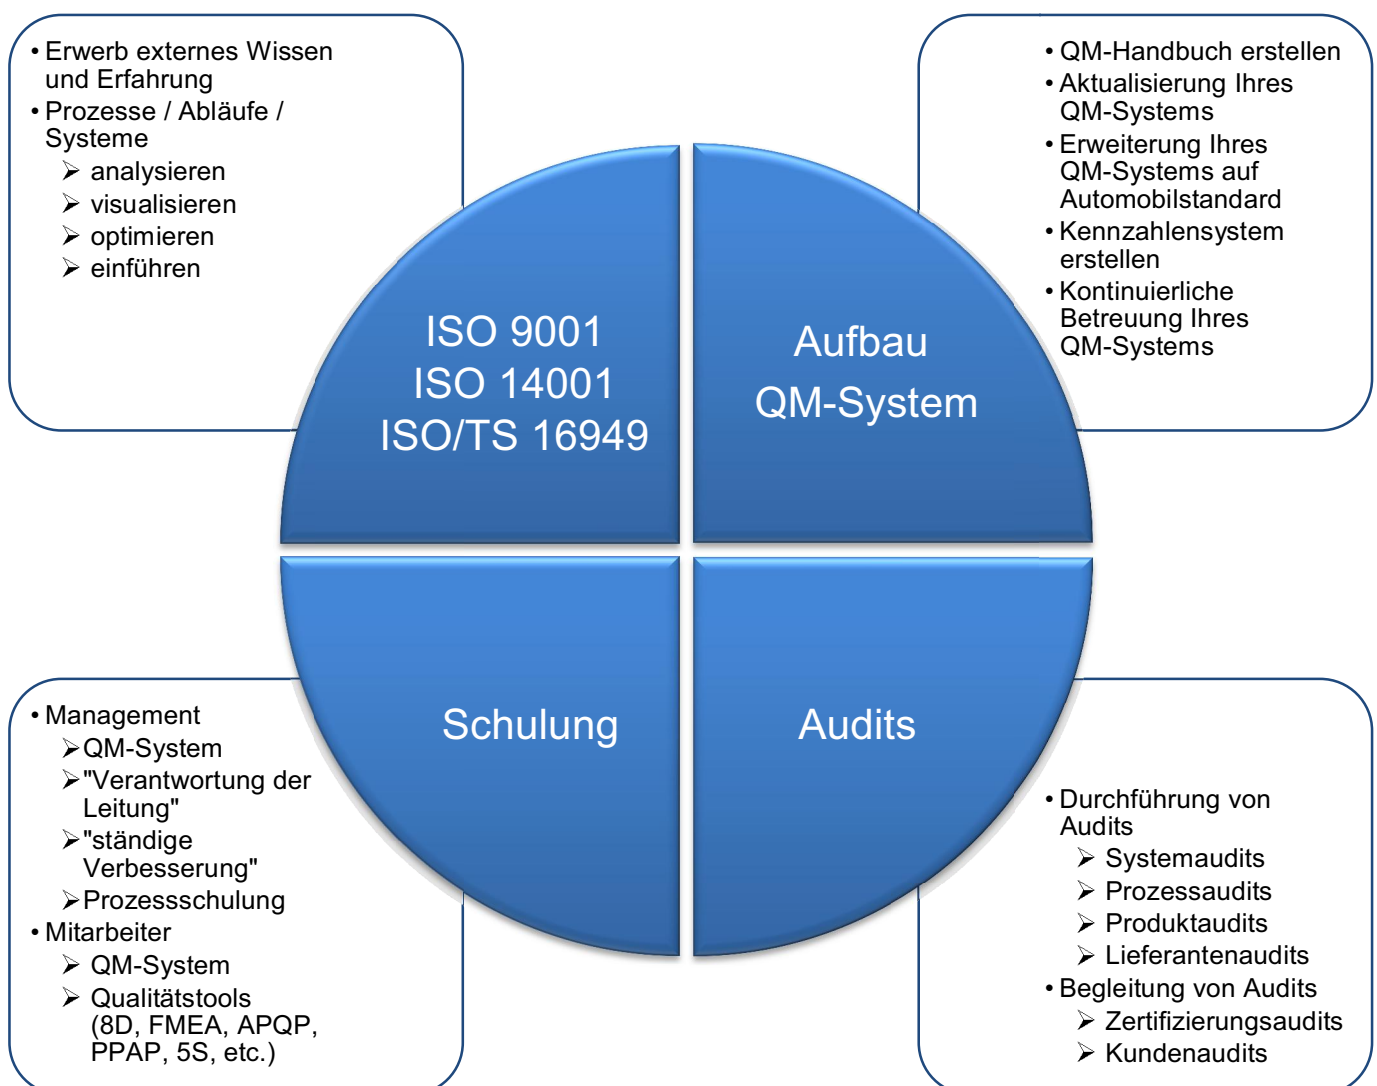 • Erwerb externes Wissen
und Erfahrung
• Prozesse / Abläufe /
Systeme
➢ analysieren
➢ visualisieren
➢ optimieren
➢ einführen
• QM-Handbuch erstellen
• Aktualisierung Ihres
QM-Systems
• Erweiterung Ihres
QM-Systems auf
Automobilstandard
• Kennzahlensystem
erstellen
• Kontinuierliche
Betreuung Ihres
QM-Systems
ISO 9001
ISO 14001
ISO/TS 16949
Aufbau
QM-System
Schulung
Audits
• Management
➢QM-System
➢"Verantwortung der
Leitung"
➢"ständige
Verbesserung"
➢Prozessschulung
• Mitarbeiter
➢ QM-System
➢ Qualitätstools
(8D, FMEA, APQP,
PPAP, 5S, etc.)
• Durchführung von
Audits
➢ Systemaudits
➢ Prozessaudits
➢ Produktaudits
➢ Lieferantenaudits
• Begleitung von Audits
➢ Zertifizierungsaudits
➢ Kundenaudits